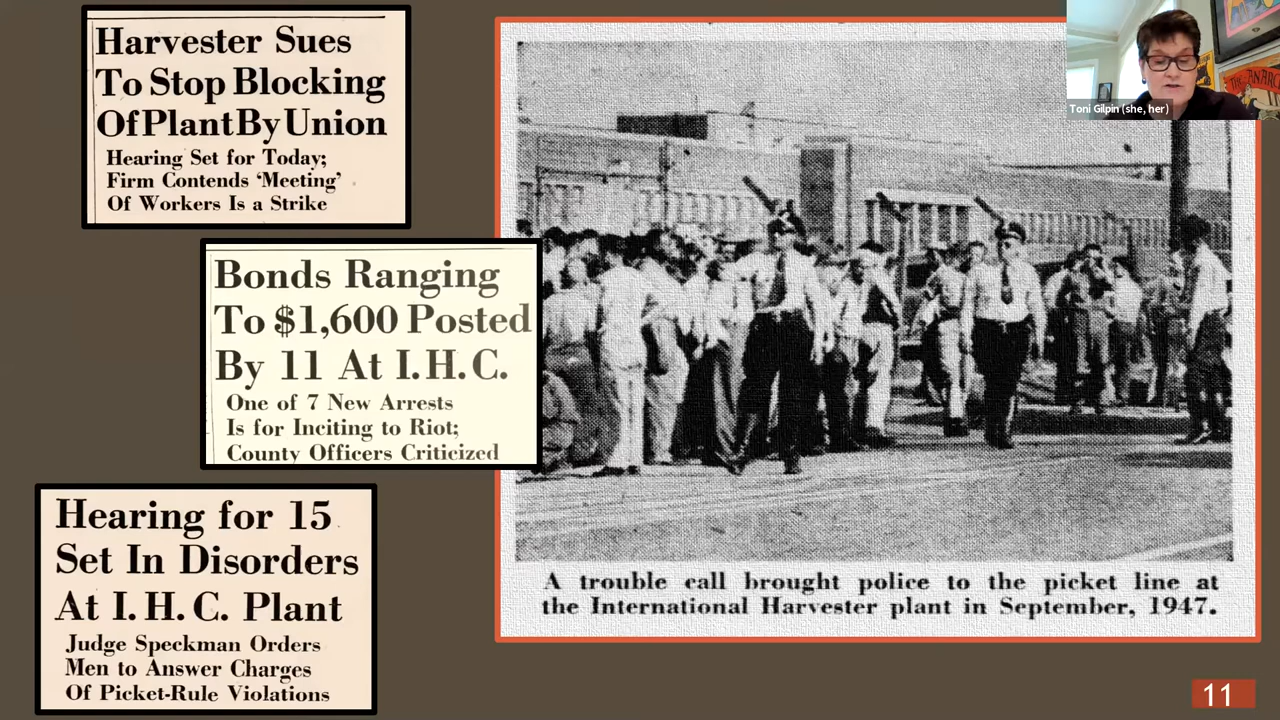 Harvester Sues
To Stop Blocking
Of Plant By Union
Hearing Set for Today;
Firm Contends ‘Meeting’
Of Workers Is a Strike
Bonds Ranging
To $1,600 Posted
By 11 At I.H.C.
One of 7 New Arrests
Is for Inciting to Riot;
County Officers Criticized
Hearing for 15
Set In Disorders
At I. H. C. Plant
Judge Speckman Orders
Men to Answer Charges
Of Picket-Rule Violations
A trouble call brought police to the picket line at
the International Harvester plant in September, 1947.
Toni Gilpin (she, her)
THE ANARC
11